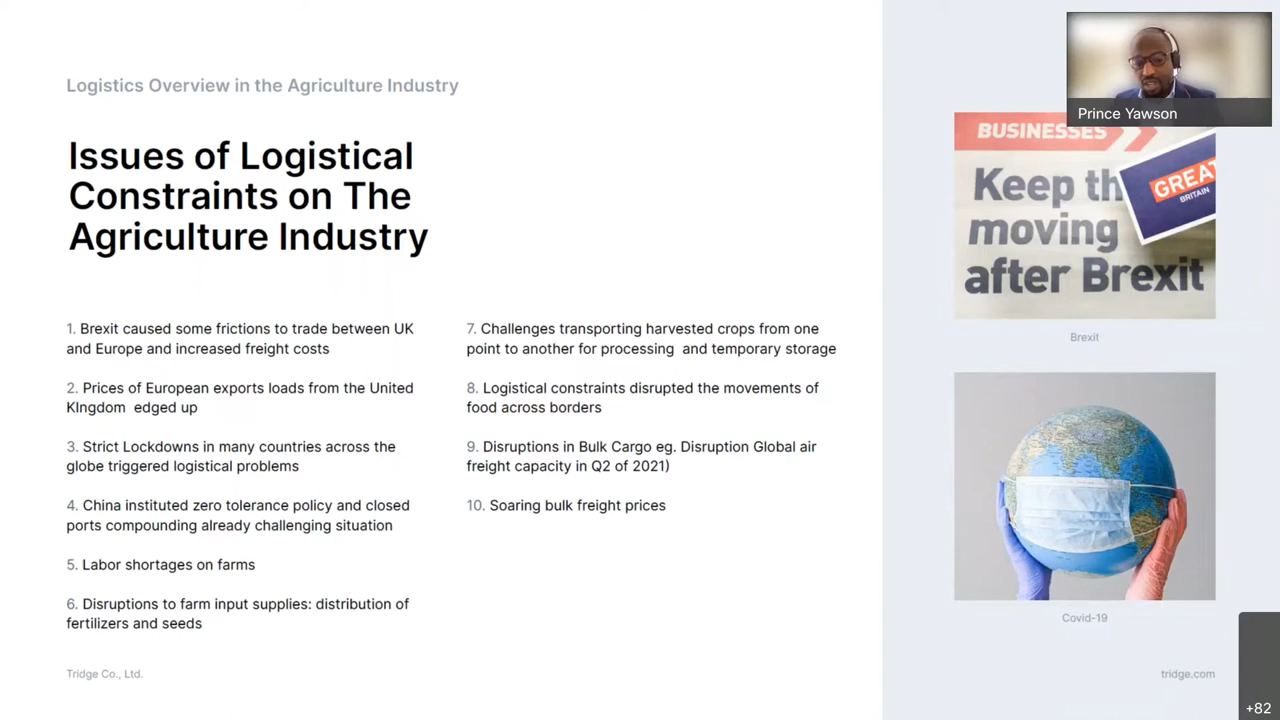 Logistics Overview in the Agriculture Industry
Issues of Logistical
Constraints on The
Agriculture Industry
1. Brexit caused some frictions to trade between UK
and Europe and increased freight costs
2. Prices of European exports loads from the United
KIngdom edged up
3. Strict Lockdowns in many countries across the
globe triggered logistical problems
4. China instituted zero tolerance policy and closed
ports compounding already challenging situation
5. Labor shortages on farms
6. Disruptions to farm input supplies: distribution of
fertilizers and seeds
7. Challenges transporting harvested crops from one
point to another for processing and temporary storage
8. Logistical constraints disrupted the movements of
food across borders
9. Disruptions in Bulk Cargo eg. Disruption Global air
freight capacity in Q2 of 2021)
10. Soaring bulk freight prices
Prince Yawson
BUSINESSES
Keep th
moving
after Brexit
GREAT
BRITAIN
Brexit
Covid-19
Tridge Co., Ltd.
tridge.com
+82